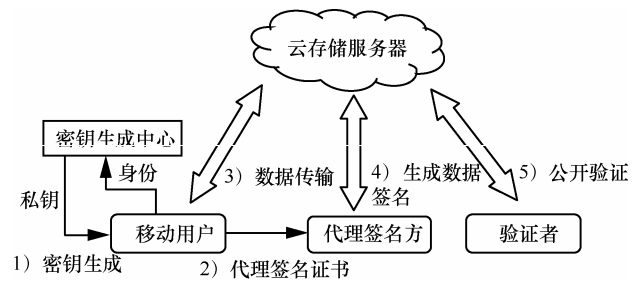 云存储服务器
密钥生成中心
身份
私钥
3）数据传输
4）生成数据
签名
5）公开验证
移动用户
代理签名方
验证者
1）密钥生成
2）代理签名证书